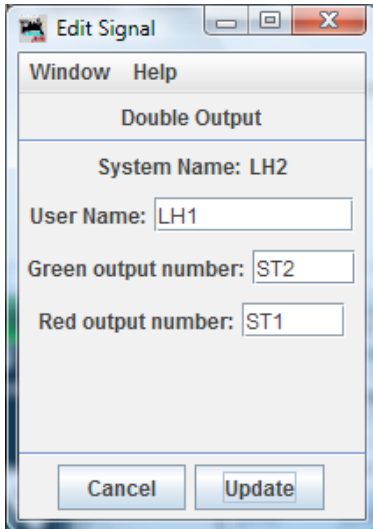 Edit Signal
Window Help
Double Output
System Name: LH2
User Name: LH1
Green output number: ST2
Red output number: ST1
Cancel Update